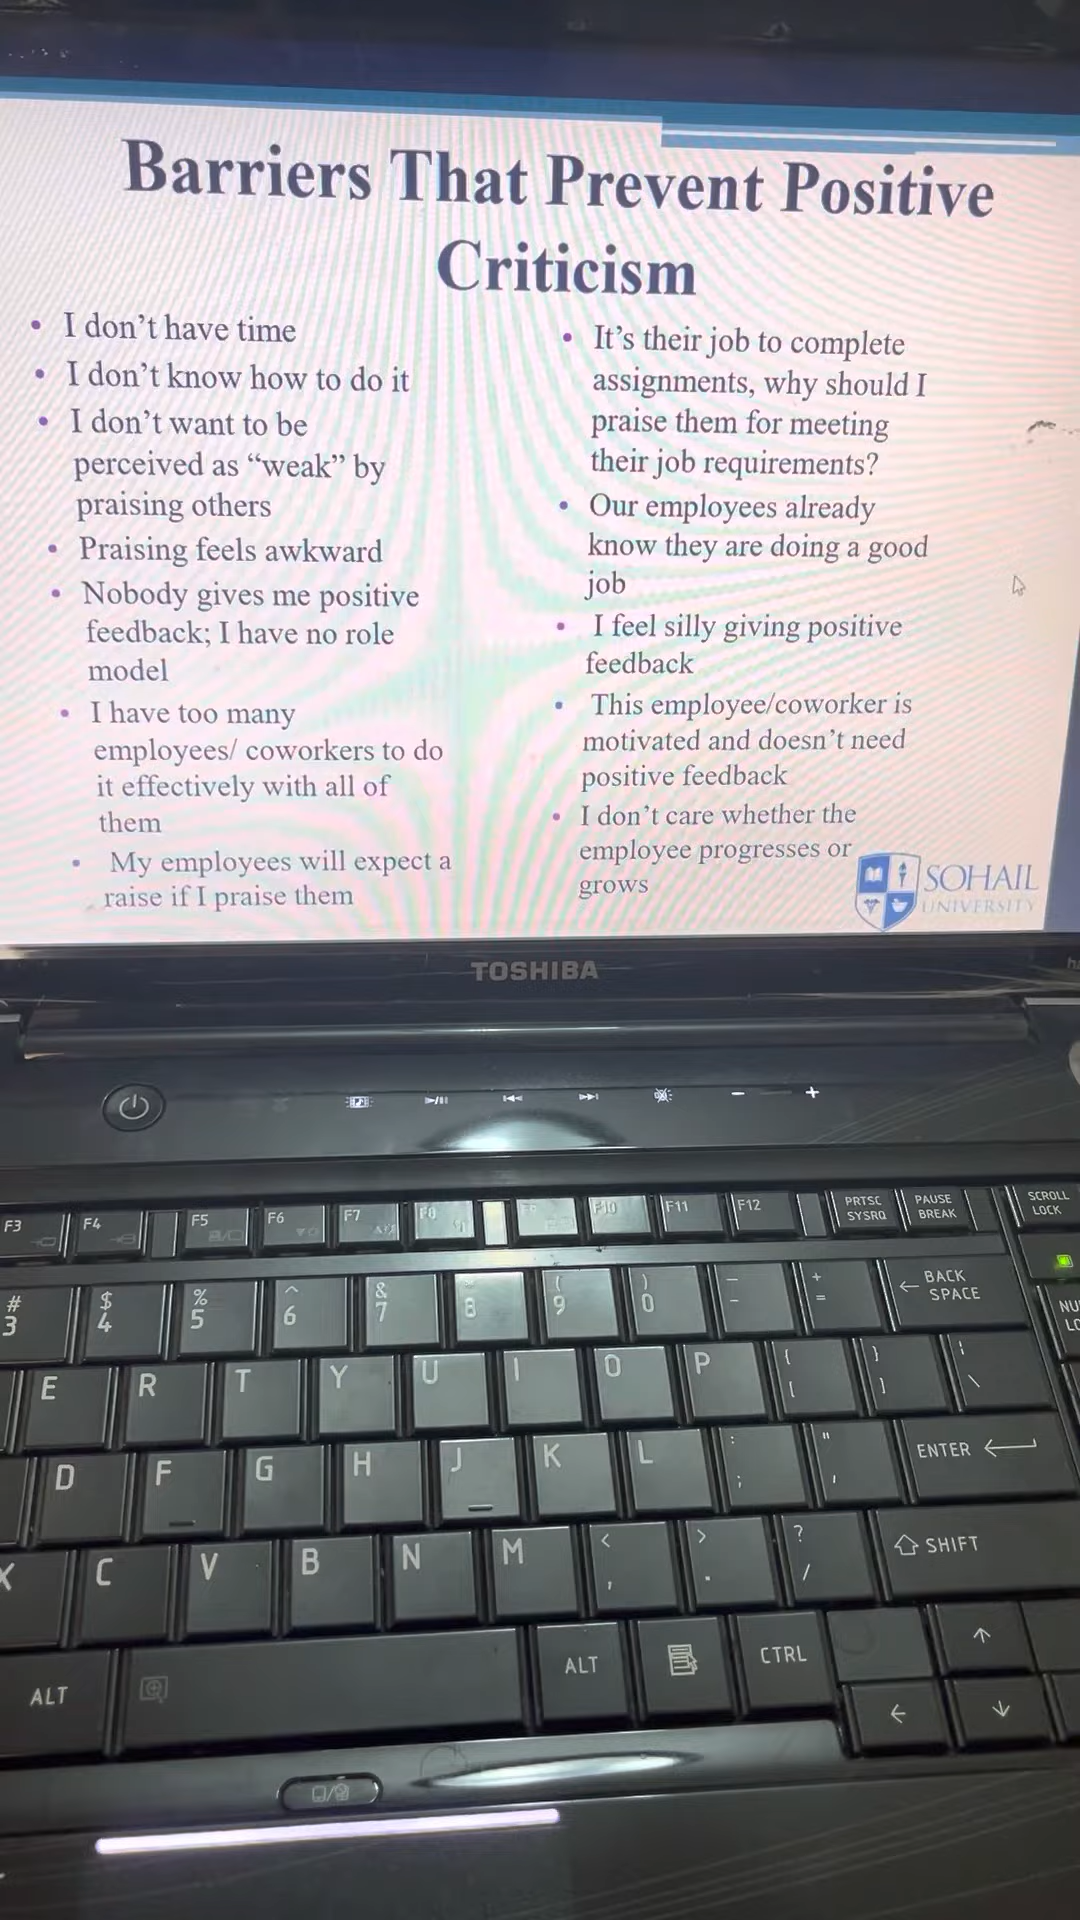 Barriers That Prevent Positive
Criticism
• I don’t have time
• I don’t know how to do it
• I don’t want to be
perceived as “weak” by
praising others
• Praising feels awkward
• Nobody gives me positive
feedback; I have no role
model
• I have too many
employees/ coworkers to do
it effectively with all of
them
• My employees will expect a
raise if I praise them
• It’s their job to complete
assignments, why should I
praise them for meeting
their job requirements?
• Our employees already
know they are doing a good
job
• I feel silly giving positive
feedback
• This employee/coworker is
motivated and doesn’t need
positive feedback
• I don’t care whether the
employee progresses or
grows
SOHAIL
UNIVERSITY
TOSHIBA
F3 F4 F5 F6 F7 F8 F9 F10 F11 F12 PRTSC SYSRQ PAUSE BREAK SCROLL LOCK
# 3 $ 4 % 5 ^ 6 & 7 * 8 ( 9 ) 0 _ - + = ← BACK SPACE
E R T Y U I O P { [ } ] ¦ \
D F G H J K L : ; " ' ENTER
X C V B N M < , > . ? / SHIFT
ALT ALT CTRL ↑
← ↓